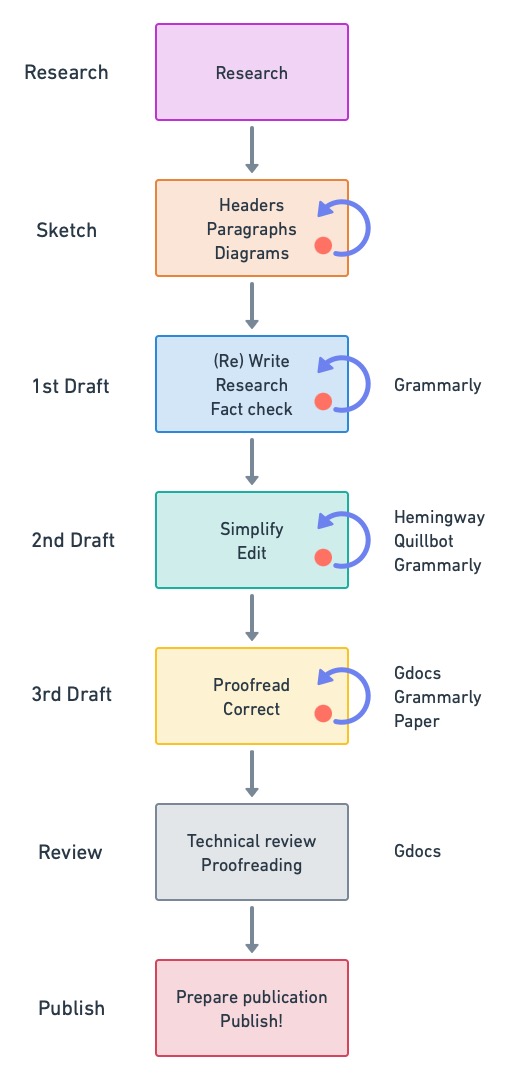 Research
Research
Sketch
Headers
Paragraphs
Diagrams
1st Draft
(Re) Write
Research
Fact check
Grammarly
2nd Draft
Simplify
Edit
Hemingway
Quillbot
Grammarly
3rd Draft
Proofread
Correct
Gdocs
Grammarly
Paper
Review
Technical review
Proofreading
Gdocs
Publish
Prepare publication
Publish!